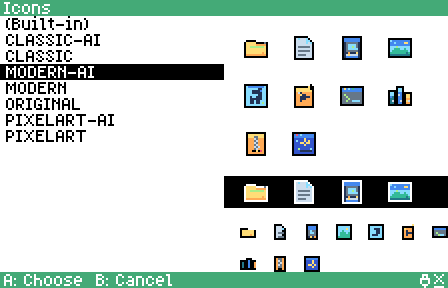 Icons
(Built-in)
CLASSIC-AI
CLASSIC
MODERN-AI
MODERN
ORIGINAL
PIXELART-AI
PIXELART
A: Choose B: Cancel